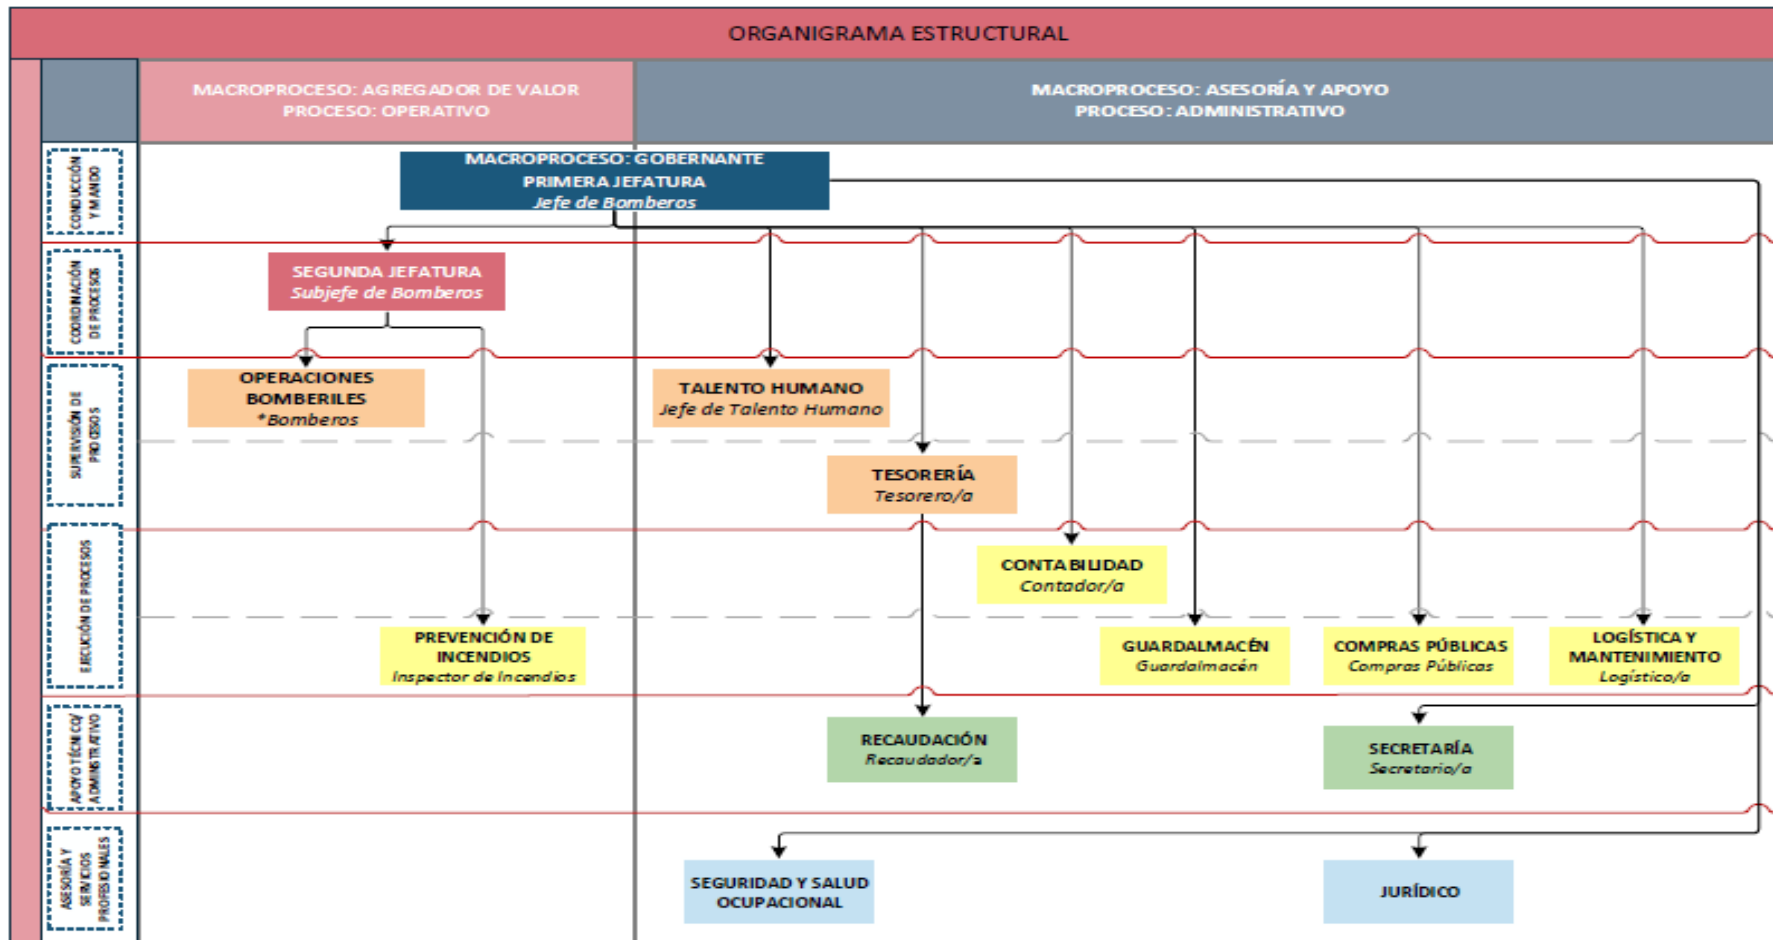 ORGANIGRAMA ESTRUCTURAL
MACROPROCESO: AGREGADOR DE VALOR
PROCESO: OPERATIVO
MACROPROCESO: ASESORÍA Y APOYO
PROCESO: ADMINISTRATIVO
CONDUCCIÓN
Y MANDO
MACROPROCESO: GOBERNANTE
PRIMERA JEFATURA
Jefe de Bomberos
COORDINACIÓN
DE PROCESOS
SEGUNDA JEFATURA
Subjefe de Bomberos
SUPERVISIÓN DE
PROCESOS
OPERACIONES
BOMBERILES
*Bomberos
TALENTO HUMANO
Jefe de Talento Humano
TESORERÍA
Tesorero/a
EJECUCIÓN DE PROCESOS
CONTABILIDAD
Contador/a
PREVENCIÓN DE
INCENDIOS
Inspector de Incendios
GUARDALMACÉN
Guardalmacén
COMPRAS PÚBLICAS
Compras Públicas
LOGÍSTICA Y
MANTENIMIENTO
Logístico/a
APOYO TÉCNICO/
ADMINISTRATIVO
RECAUDACIÓN
Recaudador/a
SECRETARÍA
Secretario/a
ASESORÍA Y
SERVICIOS
PROFESIONALES
SEGURIDAD Y SALUD
OCUPACIONAL
JURÍDICO